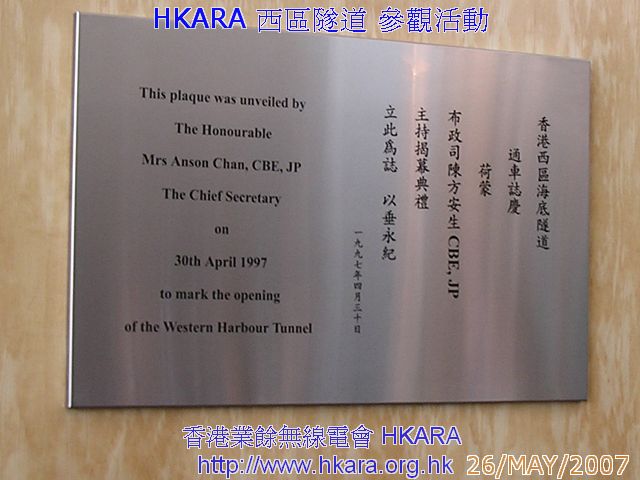 HKARA 西區隧道 參觀活動
This plaque was unveiled by
The Honourable
Mrs Anson Chan, CBE, JP
The Chief Secretary
on
30th April 1997
to mark the opening
of the Western Harbour Tunnel
香港西區海底隧道
通車誌慶
荷蒙
布政司陳方安生 CBE, JP
主持揭幕典禮
立此爲誌 以垂永紀
一九九七年四月三十日
香港業餘無線電會 HKARA
http://www.hkara.org.hk
26/MAY/2007